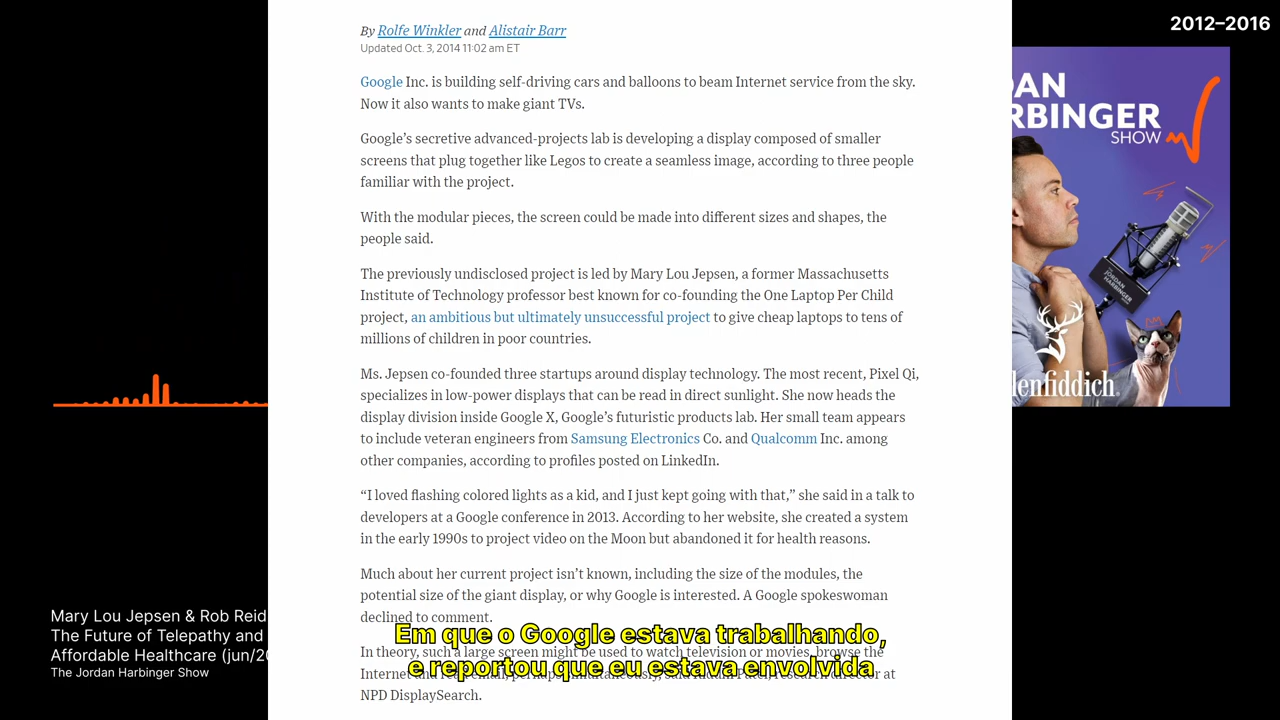 2012–2016
By Rolfe Winkler and Alistair Barr
Updated Oct. 3, 2014 11:02 am ET
Google Inc. is building self-driving cars and balloons to beam Internet service from the sky.
Now it also wants to make giant TVs.
Google’s secretive advanced-projects lab is developing a display composed of smaller
screens that plug together like Legos to create a seamless image, according to three people
familiar with the project.
With the modular pieces, the screen could be made into different sizes and shapes, the
people said.
The previously undisclosed project is led by Mary Lou Jepsen, a former Massachusetts
Institute of Technology professor best known for co-founding the One Laptop Per Child
project, an ambitious but ultimately unsuccessful project to give cheap laptops to tens of
millions of children in poor countries.
Ms. Jepsen co-founded three startups around display technology. The most recent, Pixel Qi,
specializes in low-power displays that can be read in direct sunlight. She now heads the
display division inside Google X, Google’s futuristic products lab. Her small team appears
to include veteran engineers from Samsung Electronics Co. and Qualcomm Inc. among
other companies, according to profiles posted on LinkedIn.
“I loved flashing colored lights as a kid, and I just kept going with that,” she said in a talk to
developers at a Google conference in 2013. According to her website, she created a system
in the early 1990s to project video on the Moon but abandoned it for health reasons.
Much about her current project isn’t known, including the size of the modules, the
potential size of the giant display, or why Google is interested. A Google spokeswoman
declined to comment.
In theory, such a large screen might be used to watch television or movies, browse the
Internet and read email, perhaps simultaneously, said at
NPD DisplaySearch.
Em que o Google estava trabalhando,
e reportou que eu estava envolvida
Mary Lou Jepsen & Rob Reid
The Future of Telepathy and
Affordable Healthcare (jun/20
The Jordan Harbinger Show
DAN
RBINGER
SHOW
JORDAN
HARBINGER
SHOW
lenfiddich